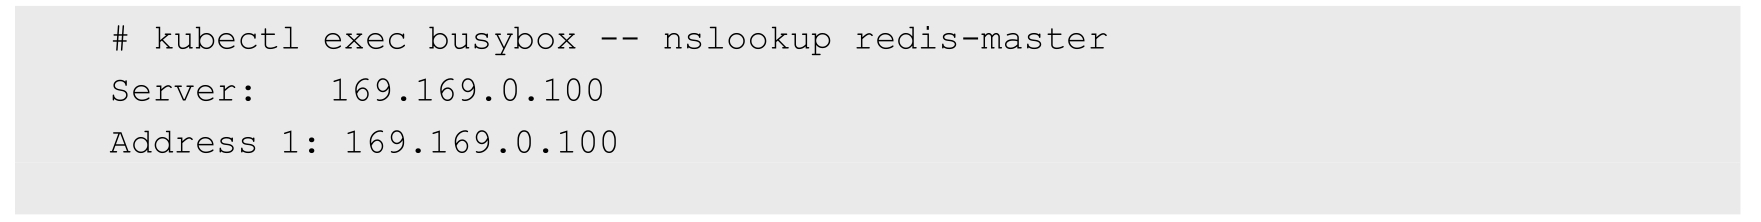 # kubectl exec busybox -- nslookup redis-master
Server:   169.169.0.100
Address 1: 169.169.0.100